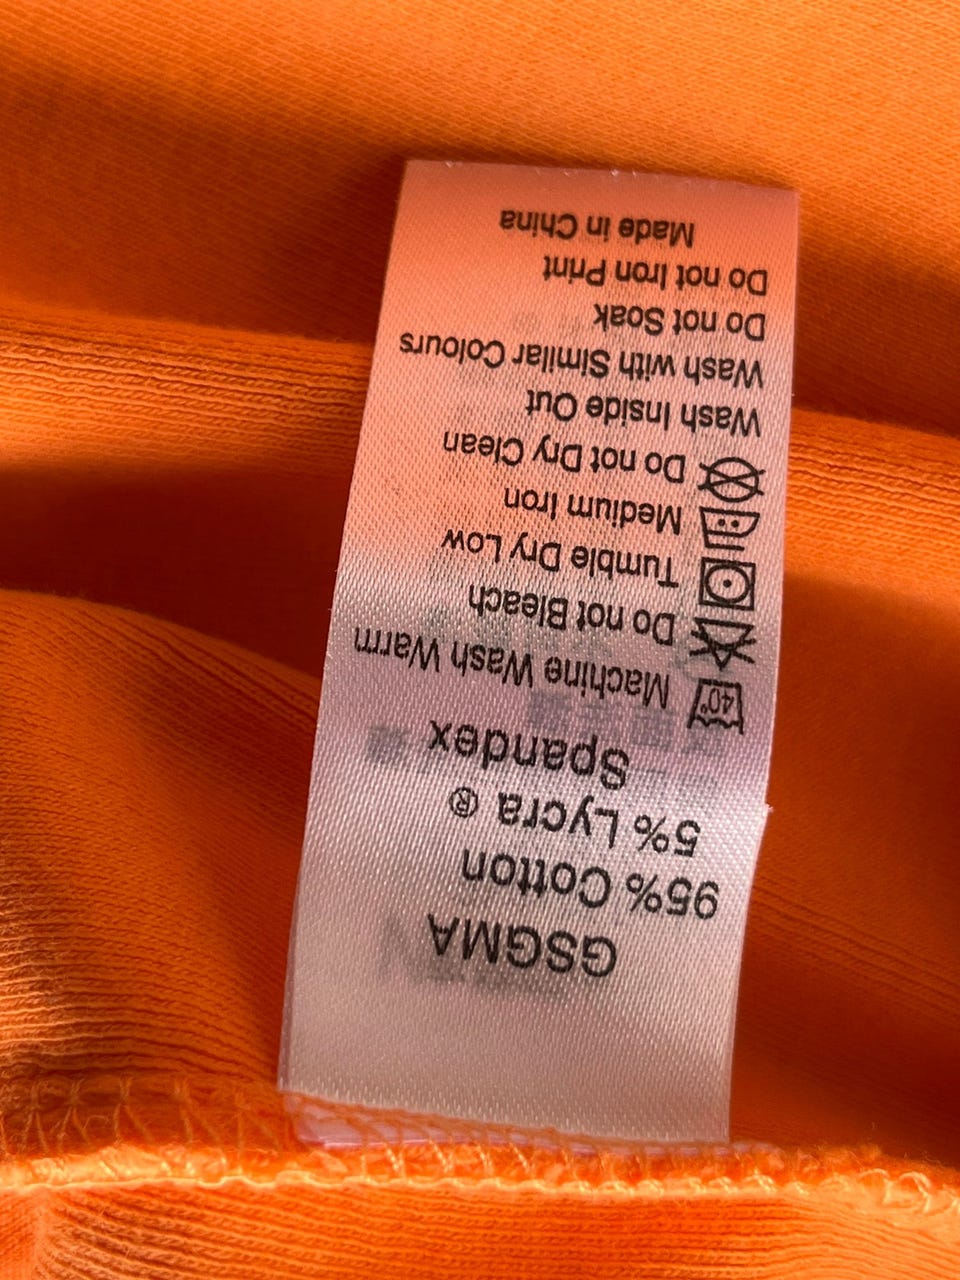 GSGMA
95% Cotton
5% Lycra ®
Spandex
40° Machine Wash Warm
Do not Bleach
Tumble Dry Low
Medium Iron
Do not Dry Clean
Wash Inside Out
Wash with Similar Colours
Do not Soak
Do not Iron Print
Made in China